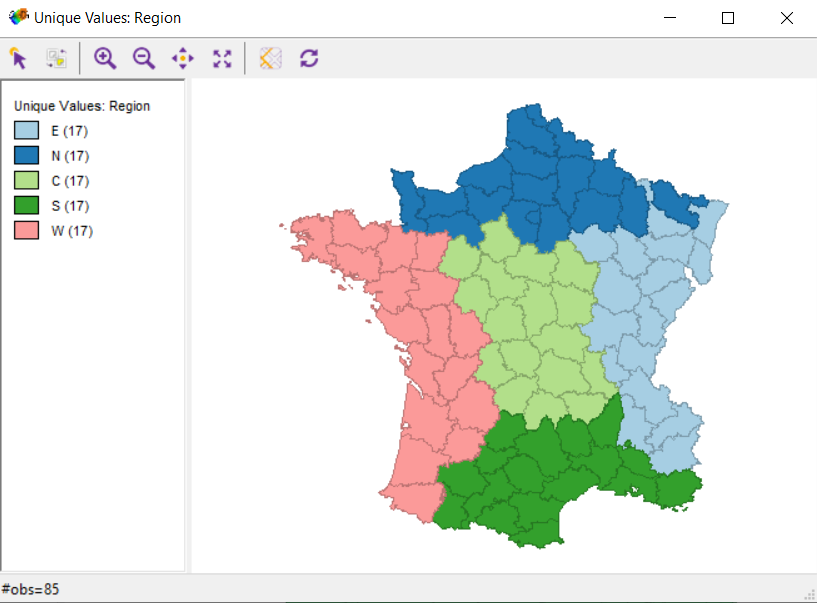 Unique Values: Region
Unique Values: Region
E (17)
N (17)
C (17)
S (17)
W (17)
#obs=85